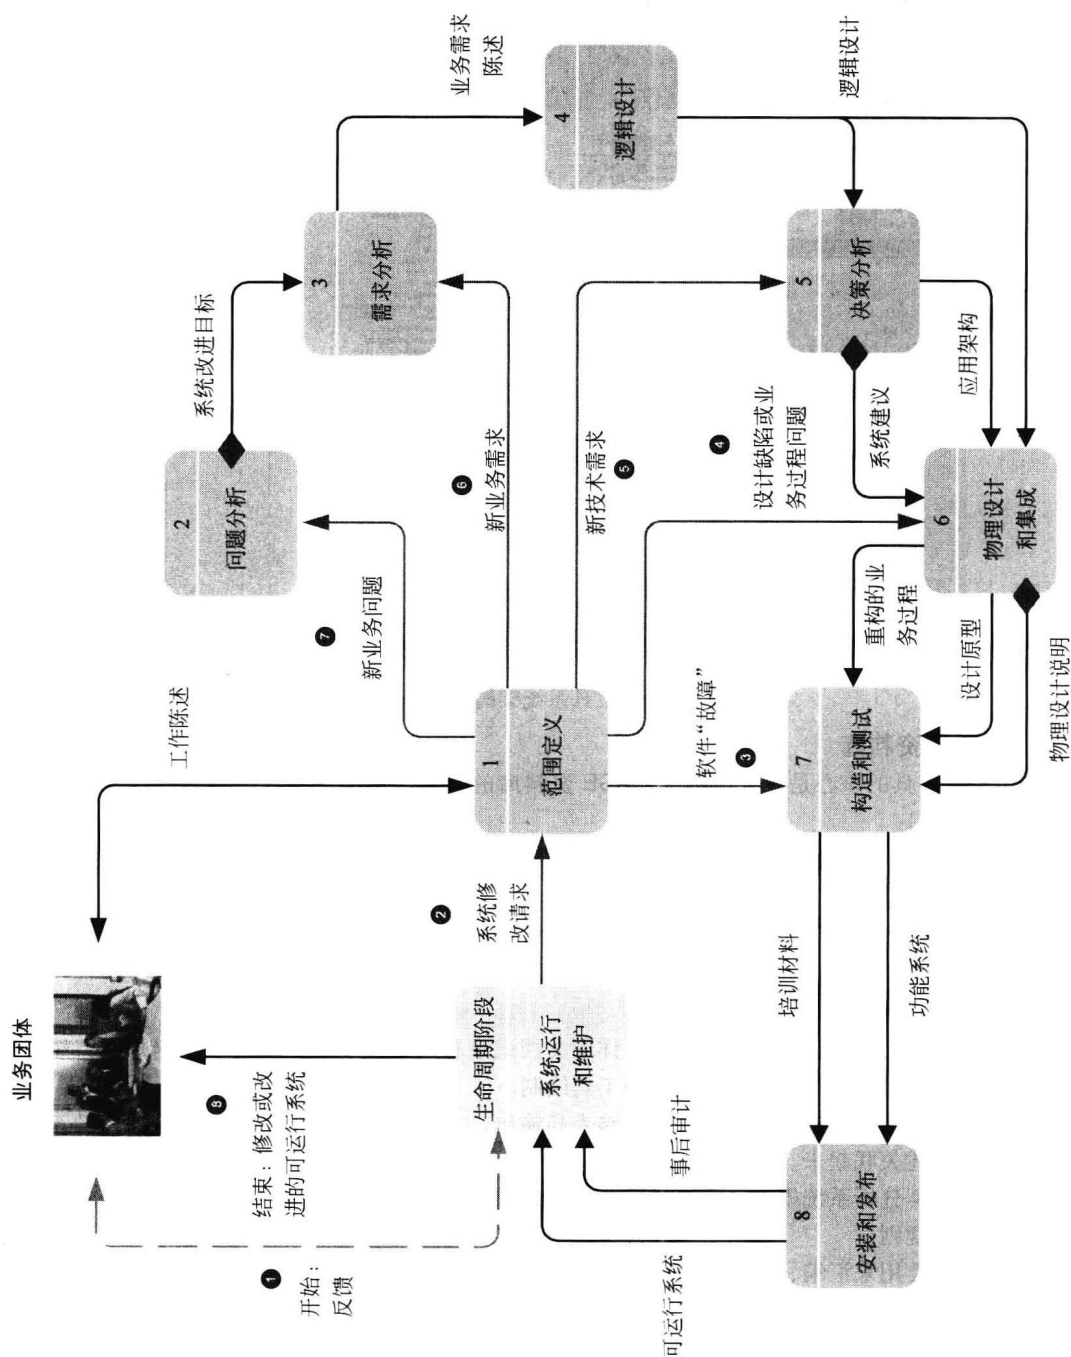 业务团体
❶
开始:
反馈
❽
结束:修改或改
进的可运行系统
工作陈述
生命周期阶段
系统运行
和维护
❷
系统修
改请求
1
范围定义
❼
新业务问题
2
问题分析
系统改进目标
❻
新业务需求
3
需求分析
业务需求
陈述
4
逻辑设计
逻辑设计
❺
新技术需求
5
决策分析
❹
设计缺陷或业
务过程问题
系统建议
应用架构
6
物理设计
和集成
软件“故障”
❸
重构的业
务过程
设计原型
物理设计说明
7
构造和测试
培训材料
功能系统
8
安装和发布
事后审计
可运行系统